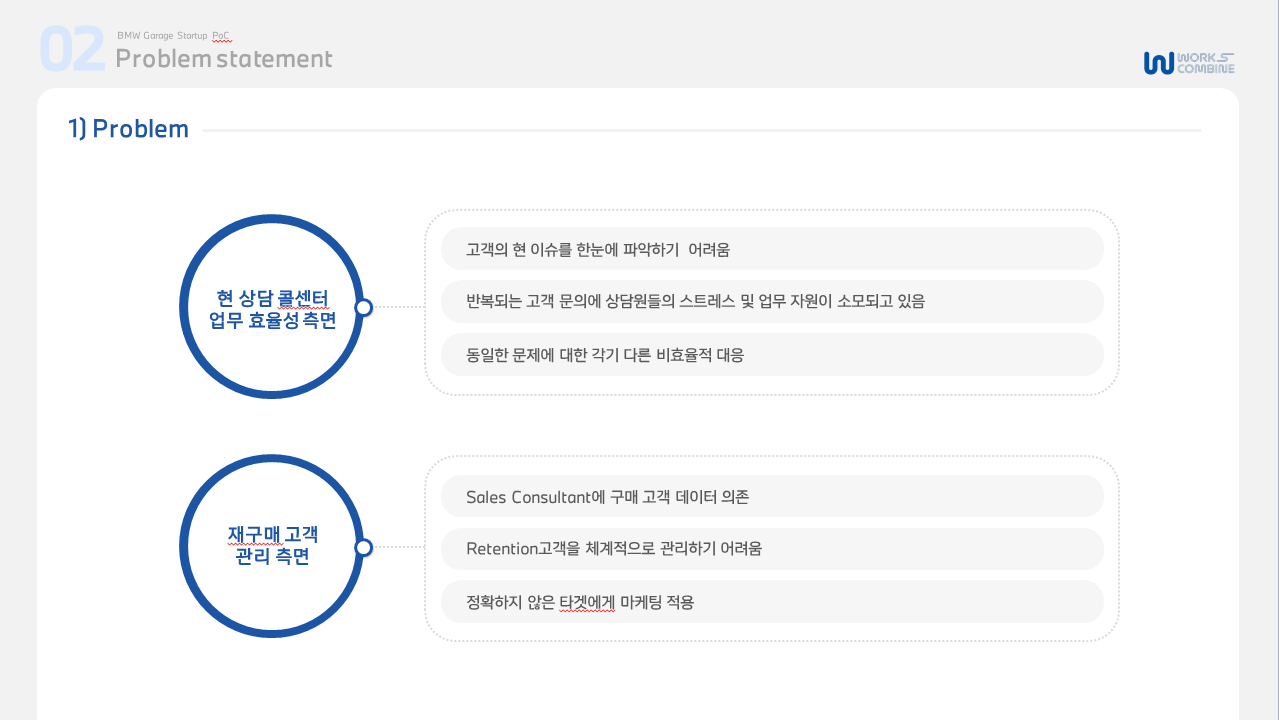 02
BMW Garage Startup PoC
Problem statement
WORKS
COMBINE
1) Problem
현 상담 콜센터
업무 효율성 측면
고객의 현 이슈를 한눈에 파악하기  어려움
반복되는 고객 문의에 상담원들의 스트레스 및 업무 자원이 소모되고 있음
동일한 문제에 대한 각기 다른 비효율적 대응
재구매 고객
관리 측면
Sales Consultant에 구매 고객 데이터 의존
Retention고객을 체계적으로 관리하기 어려움
정확하지 않은 타겟에게 마케팅 적용